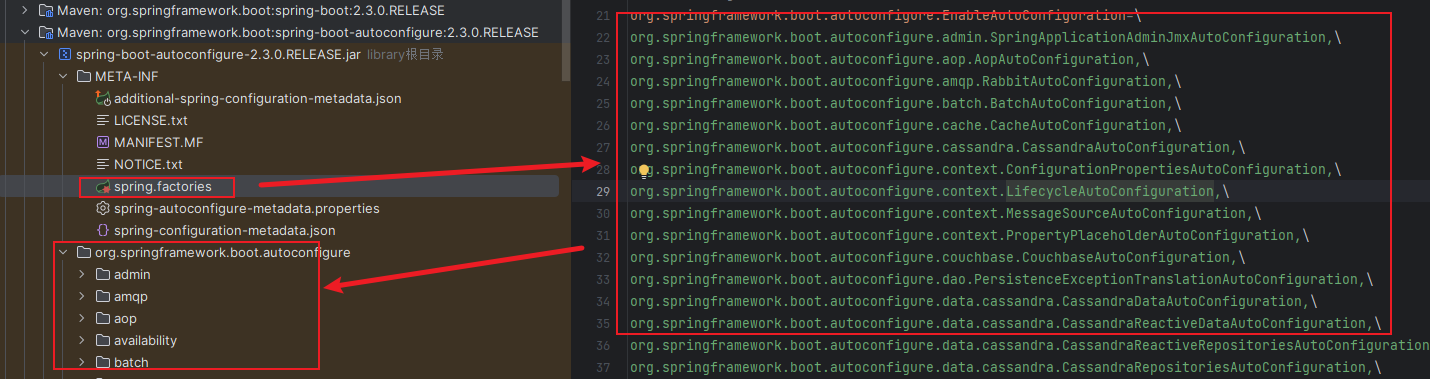 Maven: org.springframework.boot:spring-boot:2.3.0.RELEASE
Maven: org.springframework.boot:spring-boot-autoconfigure:2.3.0.RELEASE
spring-boot-autoconfigure-2.3.0.RELEASE.jar library根目录
META-INF
additional-spring-configuration-metadata.json
LICENSE.txt
MANIFEST.MF
NOTICE.txt
spring.factories
spring-autoconfigure-metadata.properties
spring-configuration-metadata.json
org.springframework.boot.autoconfigure
admin
amqp
aop
availability
batch
21 org.springframework.boot.autoconfigure.EnableAutoConfiguration=\
22 org.springframework.boot.autoconfigure.admin.SpringApplicationAdminJmxAutoConfiguration,\
23 org.springframework.boot.autoconfigure.aop.AopAutoConfiguration,\
24 org.springframework.boot.autoconfigure.amqp.RabbitAutoConfiguration,\
25 org.springframework.boot.autoconfigure.batch.BatchAutoConfiguration,\
26 org.springframework.boot.autoconfigure.cache.CacheAutoConfiguration,\
27 org.springframework.boot.autoconfigure.cassandra.CassandraAutoConfiguration,\
28 org.springframework.boot.autoconfigure.context.ConfigurationPropertiesAutoConfiguration,\
29 org.springframework.boot.autoconfigure.context.LifecycleAutoConfiguration,\
30 org.springframework.boot.autoconfigure.context.MessageSourceAutoConfiguration,\
31 org.springframework.boot.autoconfigure.context.PropertyPlaceholderAutoConfiguration,\
32 org.springframework.boot.autoconfigure.couchbase.CouchbaseAutoConfiguration,\
33 org.springframework.boot.autoconfigure.dao.PersistenceExceptionTranslationAutoConfiguration,\
34 org.springframework.boot.autoconfigure.data.cassandra.CassandraDataAutoConfiguration,\
35 org.springframework.boot.autoconfigure.data.cassandra.CassandraReactiveDataAutoConfiguration,\
36 org.springframework.boot.autoconfigure.data.cassandra.CassandraReactiveRepositoriesAutoConfiguration
37 org.springframework.boot.autoconfigure.data.cassandra.CassandraRepositoriesAutoConfiguration,\